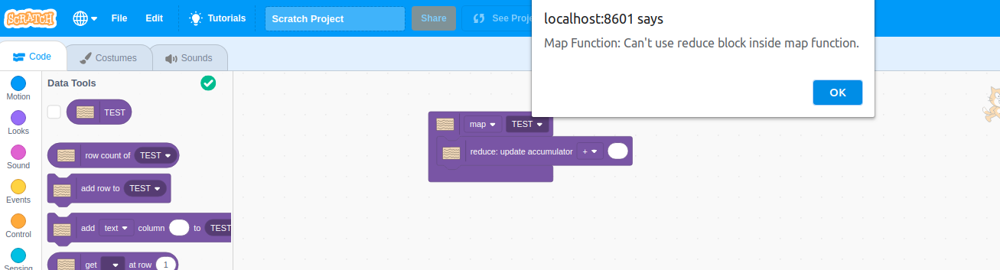 SCRATCH
File
Edit
Tutorials
Scratch Project
Share
See Proje
localhost:8601 says
Map Function: Can't use reduce block inside map function.
OK
Code
Costumes
Sounds
Motion
Looks
Sound
Events
Control
Sensing
Data Tools
TEST
row count of TEST
add row to TEST
add text column to TEST
get at row 1
map TEST
reduce: update accumulator +